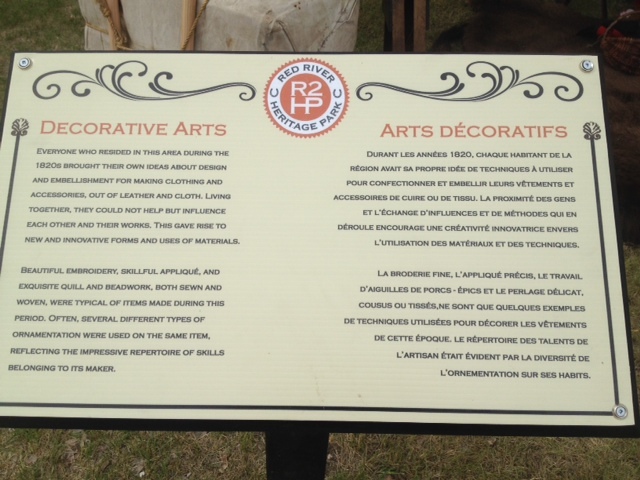 RED RIVER
R2
HP
HERITAGE PARK
DECORATIVE ARTS
EVERYONE WHO RESIDED IN THIS AREA DURING THE
1820S BROUGHT THEIR OWN IDEAS ABOUT DESIGN
AND EMBELLISHMENT FOR MAKING CLOTHING AND
ACCESSORIES, OUT OF LEATHER AND CLOTH. LIVING
TOGETHER, THEY COULD NOT HELP BUT INFLUENCE
EACH OTHER AND THEIR WORKS. THIS GAVE RISE TO
NEW AND INNOVATIVE FORMS AND USES OF MATERIALS.
BEAUTIFUL EMBROIDERY, SKILLFUL APPLIQUÉ, AND
EXQUISITE QUILL AND BEADWORK, BOTH SEWN AND
WOVEN, WERE TYPICAL OF ITEMS MADE DURING THIS
PERIOD. OFTEN, SEVERAL DIFFERENT TYPES OF
ORNAMENTATION WERE USED ON THE SAME ITEM,
REFLECTING THE IMPRESSIVE REPERTOIRE OF SKILLS
BELONGING TO ITS MAKER.
ARTS DÉCORATIFS
DURANT LES ANNÉES 1820, CHAQUE HABITANT DE LA
RÉGION AVAIT SA PROPRE IDÉE DE TECHNIQUES À UTILISER
POUR CONFECTIONNER ET EMBELLIR LEURS VÊTEMENTS ET
ACCESSOIRES DE CUIRE OU DE TISSU. LA PROXIMITÉ DES GENS
ET L'ÉCHANGE D'INFLUENCES ET DE MÉTHODES QUI EN
DÉROULE ENCOURAGE UNE CRÉATIVITÉ INNOVATRICE ENVERS
L'UTILISATION DES MATÉRIAUX ET DES TECHNIQUES.
LA BRODERIE FINE, L'APPLIQUÉ PRÉCIS, LE TRAVAIL
D'AIGUILLES DE PORCS - ÉPICS ET LE PERLAGE DÉLICAT,
COUSUS OU TISSÉS,NE SONT QUE QUELQUES EXEMPLES
DE TECHNIQUES UTILISÉES POUR DÉCORER LES VÊTEMENTS
DE CETTE ÉPOQUE. LE RÉPERTOIRE DES TALENTS DE
L'ARTISAN ÉTAIT ÉVIDENT PAR LA DIVERSITÉ DE
L'ORNEMENTATION SUR SES HABITS.